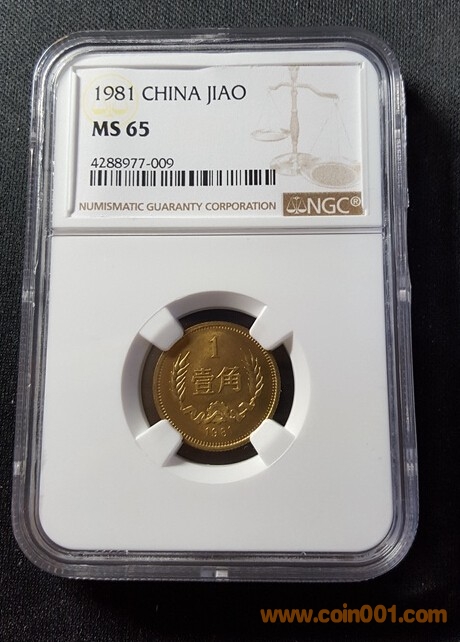 1981 CHINA JIAO
MS 65
4288977-009
NUMISMATIC GUARANTY CORPORATION
NGC®
1
壹角
1981
www.coin001.com